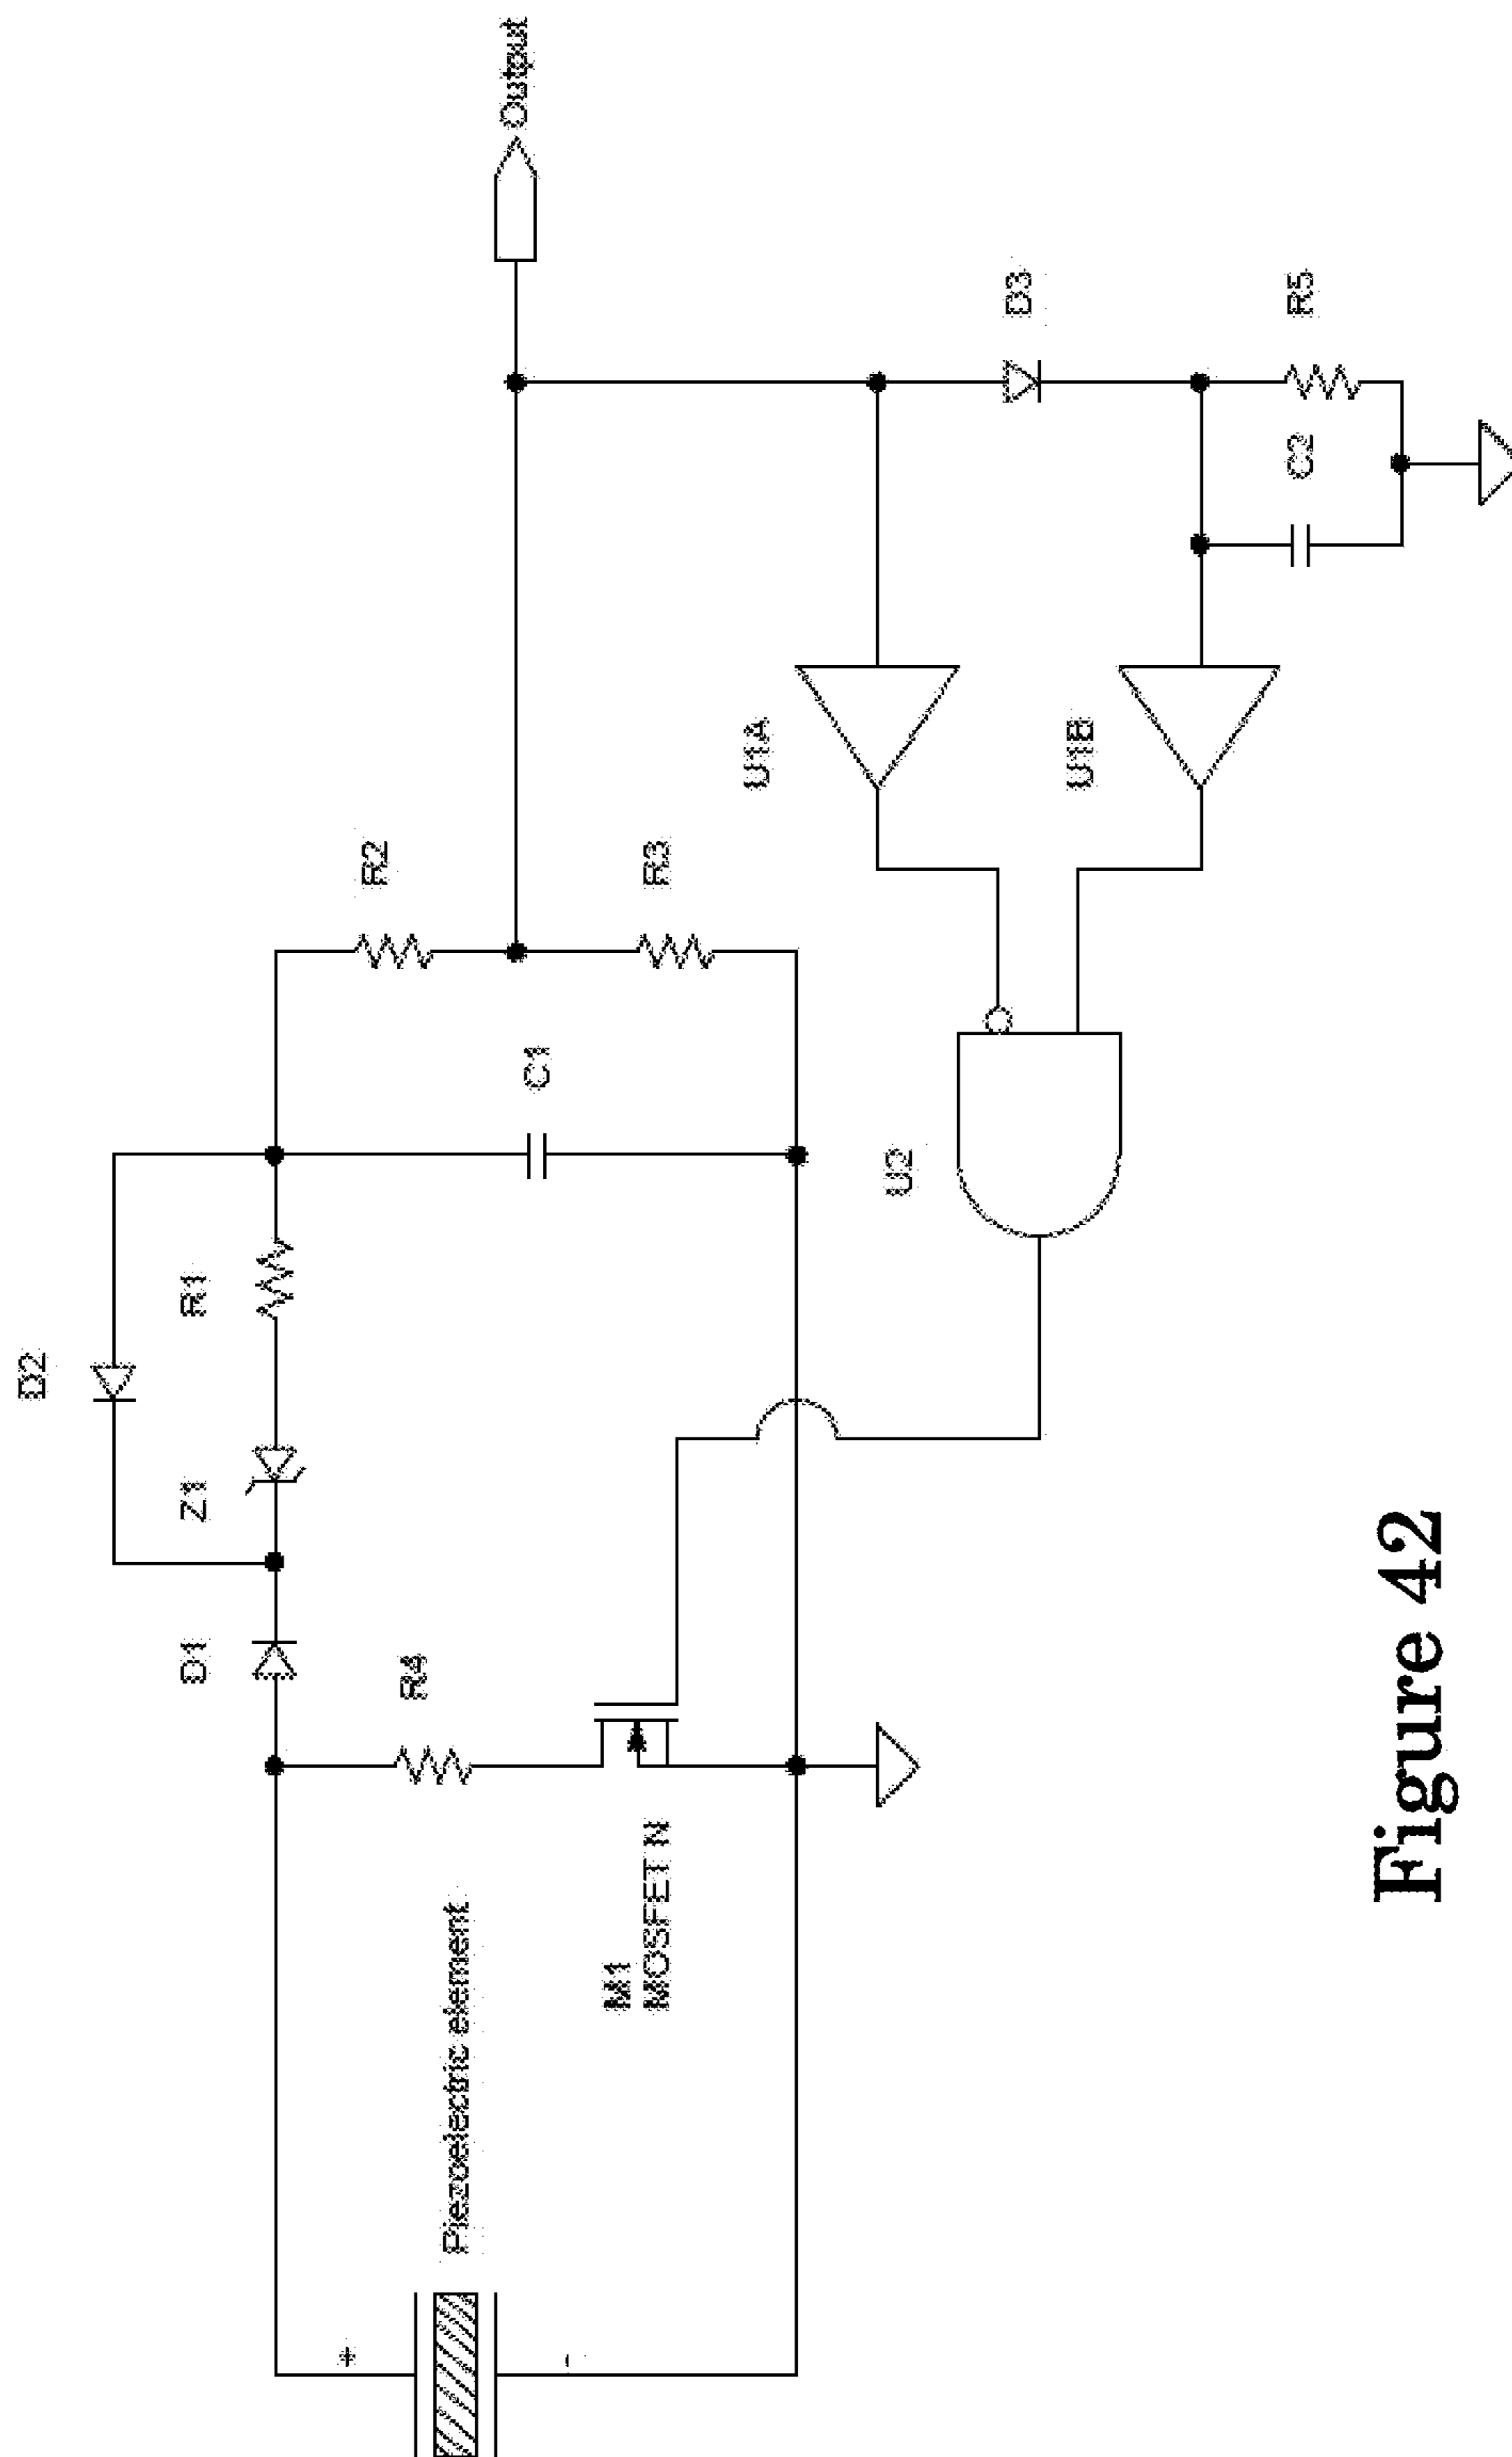 D2
D1
Z1
R1
R2
Output
+
Piezoelectric element
R4
C1
R3
-
M1
MOSFET N
U1A
D3
U2
U1B
C2
R5
Figure 42